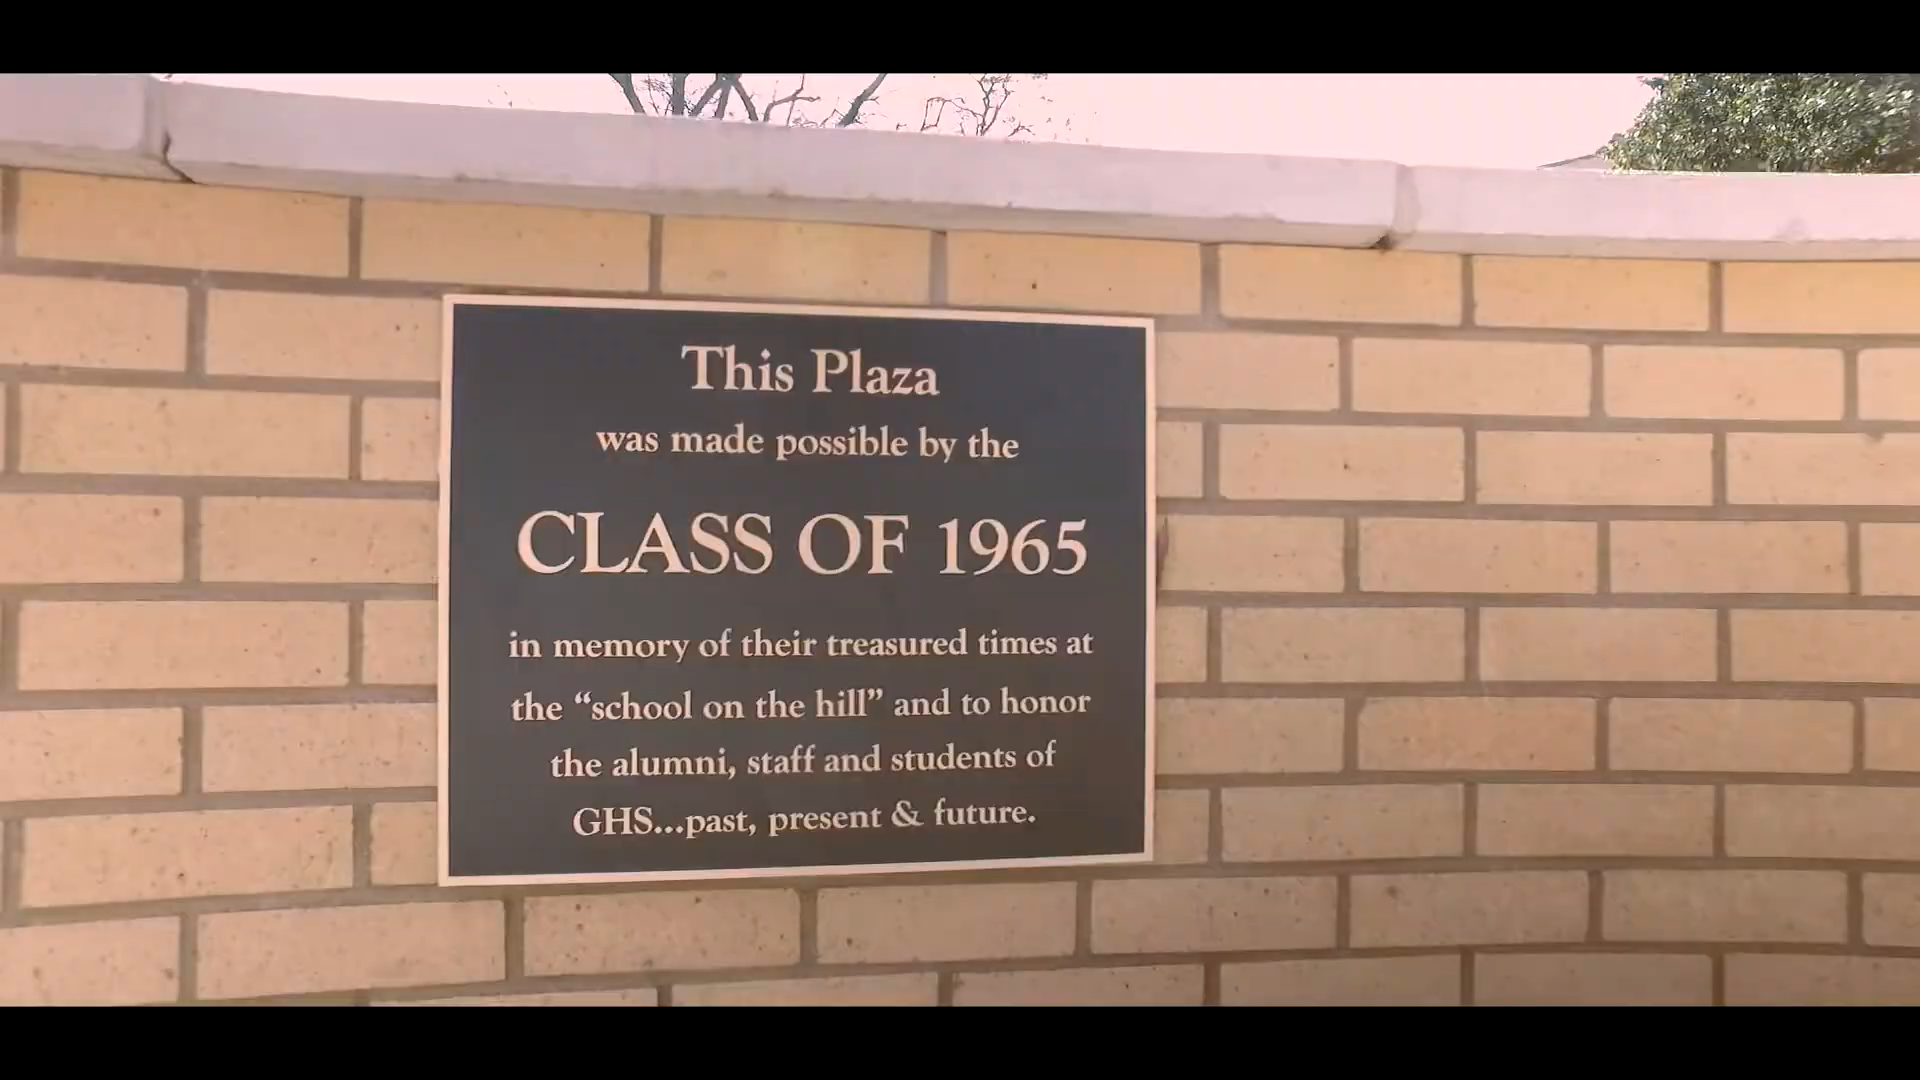 This Plaza
was made possible by the
CLASS OF 1965
in memory of their treasured times at
the “school on the hill” and to honor
the alumni, staff and students of
GHS...past, present & future.